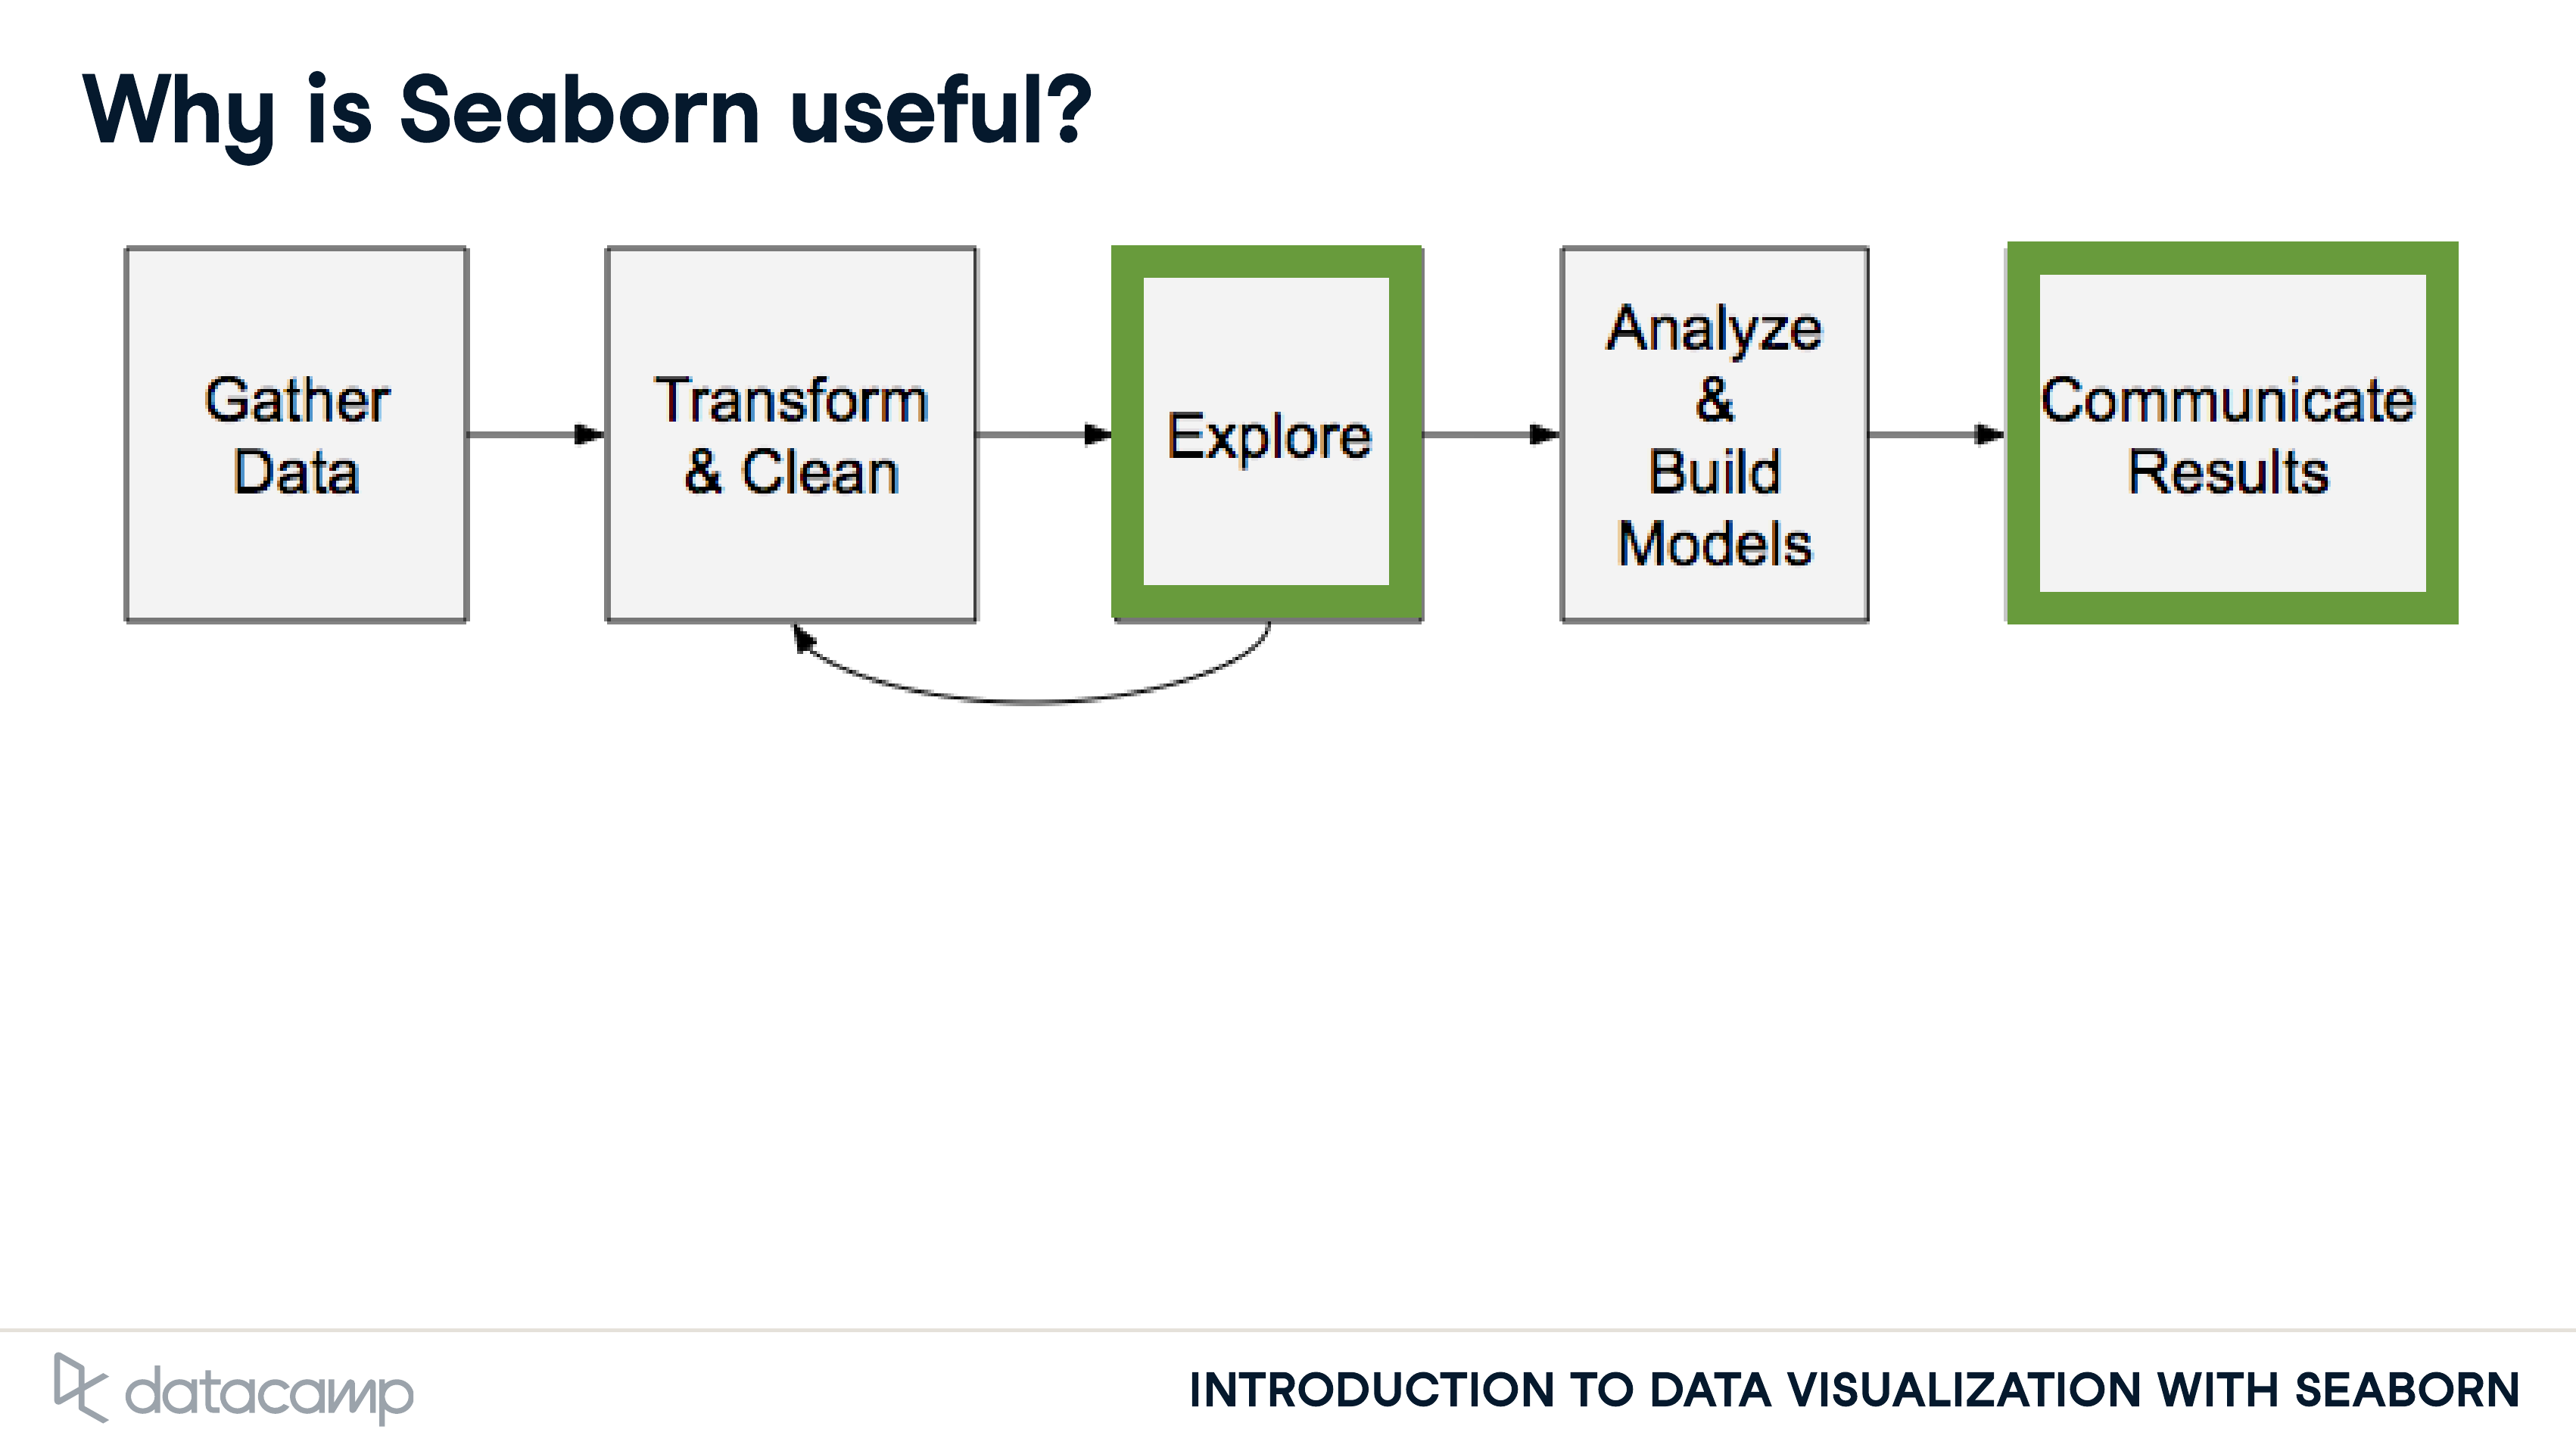 Why is Seaborn useful?
Gather
Data
Transform
& Clean
Explore
Analyze
&
Build
Models
Communicate
Results
datacamp
INTRODUCTION TO DATA VISUALIZATION WITH SEABORN